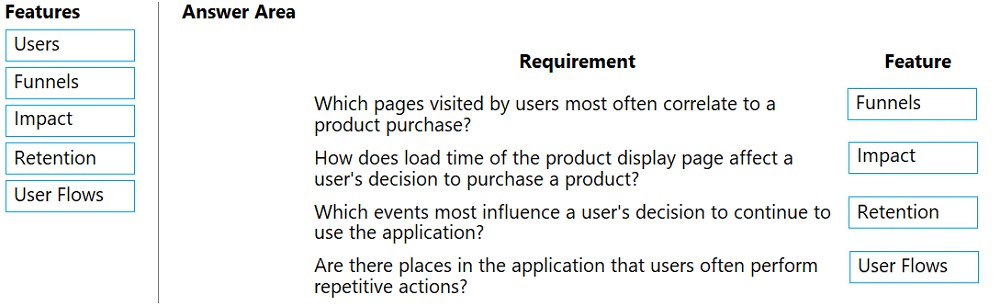 Features
Users
Funnels
Impact
Retention
User Flows
Answer Area
Requirement
Feature
Which pages visited by users most often correlate to a
product purchase?
Funnels
How does load time of the product display page affect a
user's decision to purchase a product?
Impact
Which events most influence a user's decision to continue to
use the application?
Retention
Are there places in the application that users often perform
repetitive actions?
User Flows